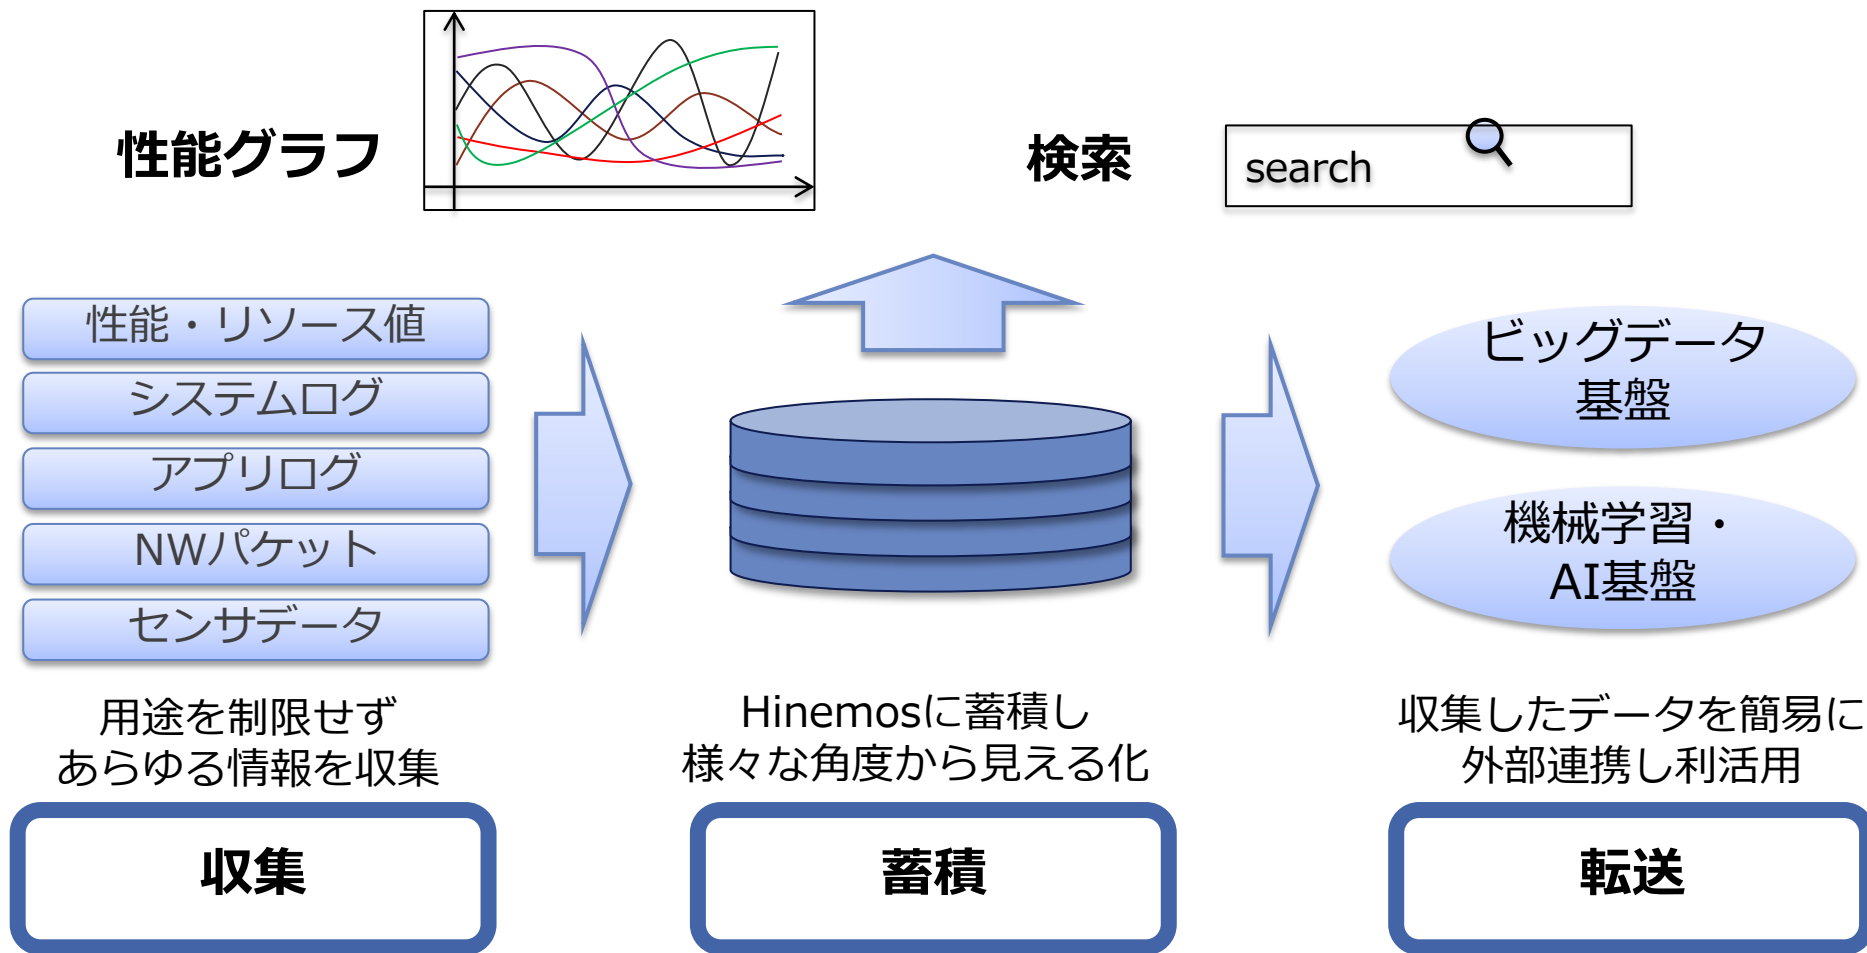 性能グラフ
検索
search
性能・リソース値
システムログ
アプリログ
NWパケット
センサデータ
ビッグデータ
基盤
機械学習・
AI基盤
用途を制限せず
あらゆる情報を収集
Hinemosに蓄積し
様々な角度から見える化
収集したデータを簡易に
外部連携し利活用
収集
蓄積
転送